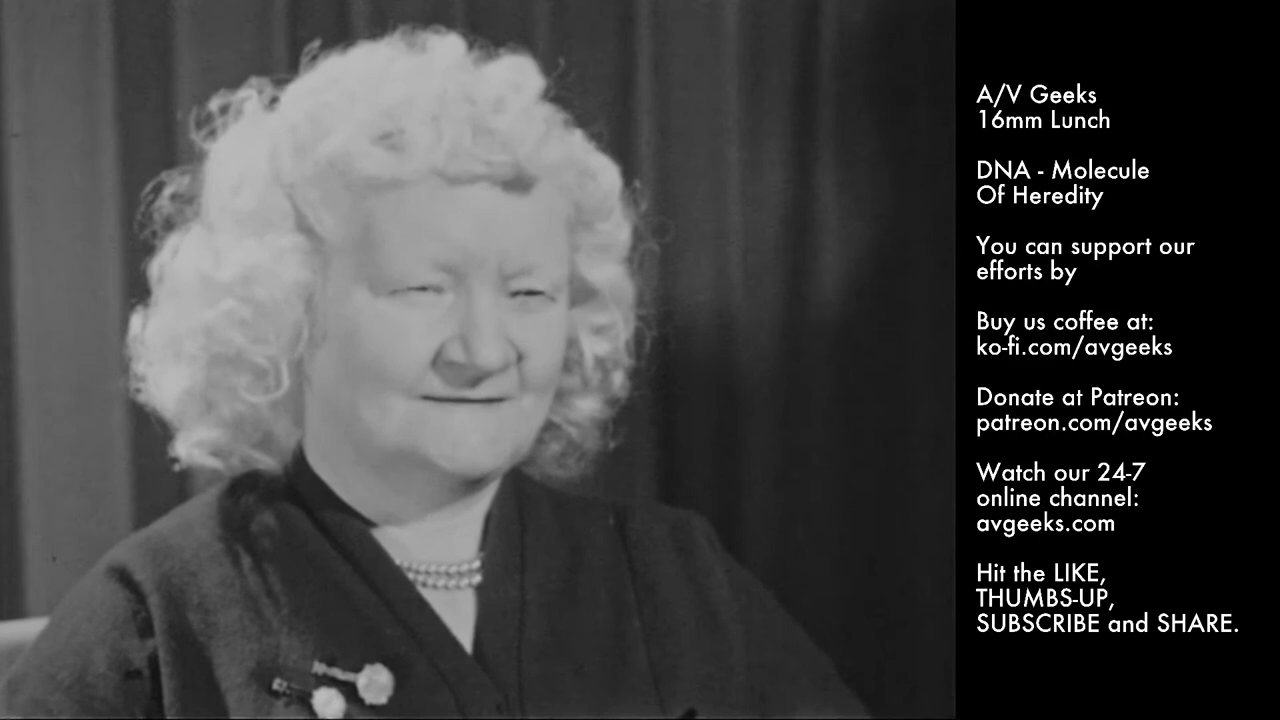 A/V Geeks
16mm Lunch
DNA - Molecule
Of Heredity
You can support our
efforts by
Buy us coffee at:
ko-fi.com/avgeeks
Donate at Patreon:
patreon.com/avgeeks
Watch our 24-7
online channel:
avgeeks.com
Hit the LIKE,
THUMBS-UP,
SUBSCRIBE and SHARE.